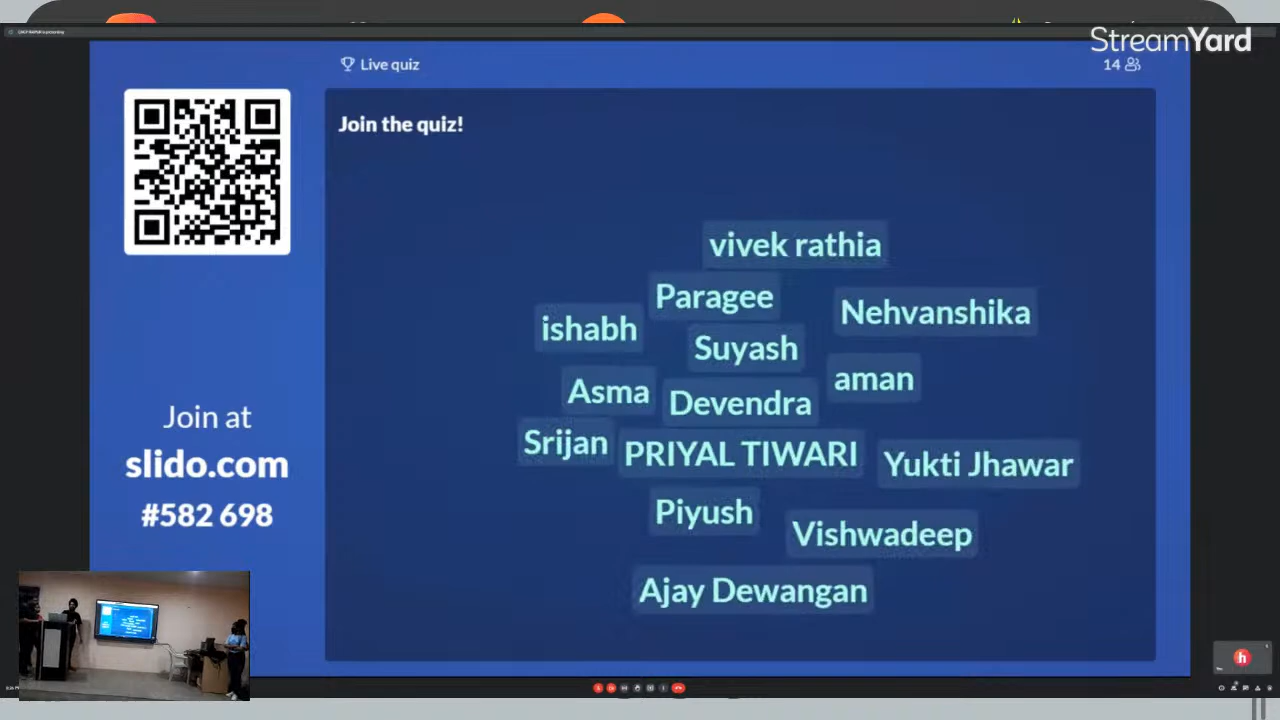 StreamYard
Live quiz
14
Join the quiz!
vivek rathia
Paragee
Nehvanshika
ishabh
Suyash
aman
Asma
Devendra
Srijan
PRIYAL TIWARI
Yukti Jhawar
Piyush
Vishwadeep
Ajay Dewangan
Join at
slido.com
#582 698
h